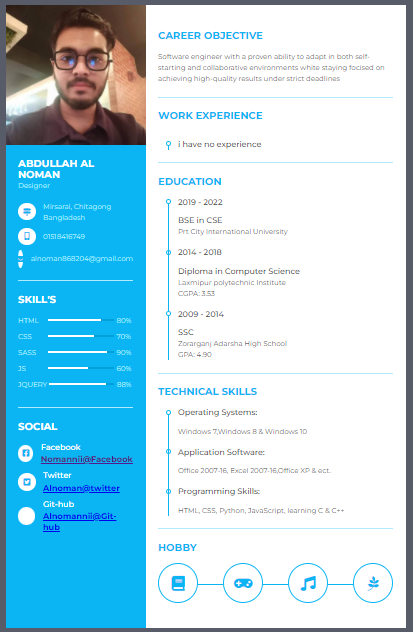 ABDULLAH AL
NOMAN
Designer
Mirsarai, Chitagong
Bangladesh
01518416749
alnoman868204@gmail.com
SKILL'S
HTML 80%
CSS 70%
SASS 90%
JS 60%
JQUERY 88%
SOCIAL
Facebook
Nomannii@Facebook
Twitter
Alnoman@twitter
Git-hub
Alnomannii@Git-
hub
CAREER OBJECTIVE
Software engineer with a proven ability to adapt in both self-
starting and collaborative environments while staying focused on
achieving high-quality results under strict deadlines
WORK EXPERIENCE
i have no experience
EDUCATION
2019 - 2022
BSE in CSE
Prt City International University
2014 - 2018
Diploma in Computer Science
Laxmipur polytechnic Institute
CGPA: 3.53
2009 - 2014
SSC
Zorarganj Adarsha High School
GPA: 4.90
TECHNICAL SKILLS
Operating Systems:
Windows 7,Windows 8 & Windows 10
Application Software:
Office 2007-16, Excel 2007-16,Office XP & ect.
Programming Skills:
HTML, CSS, Python, JavaScript, learning C & C++
HOBBY